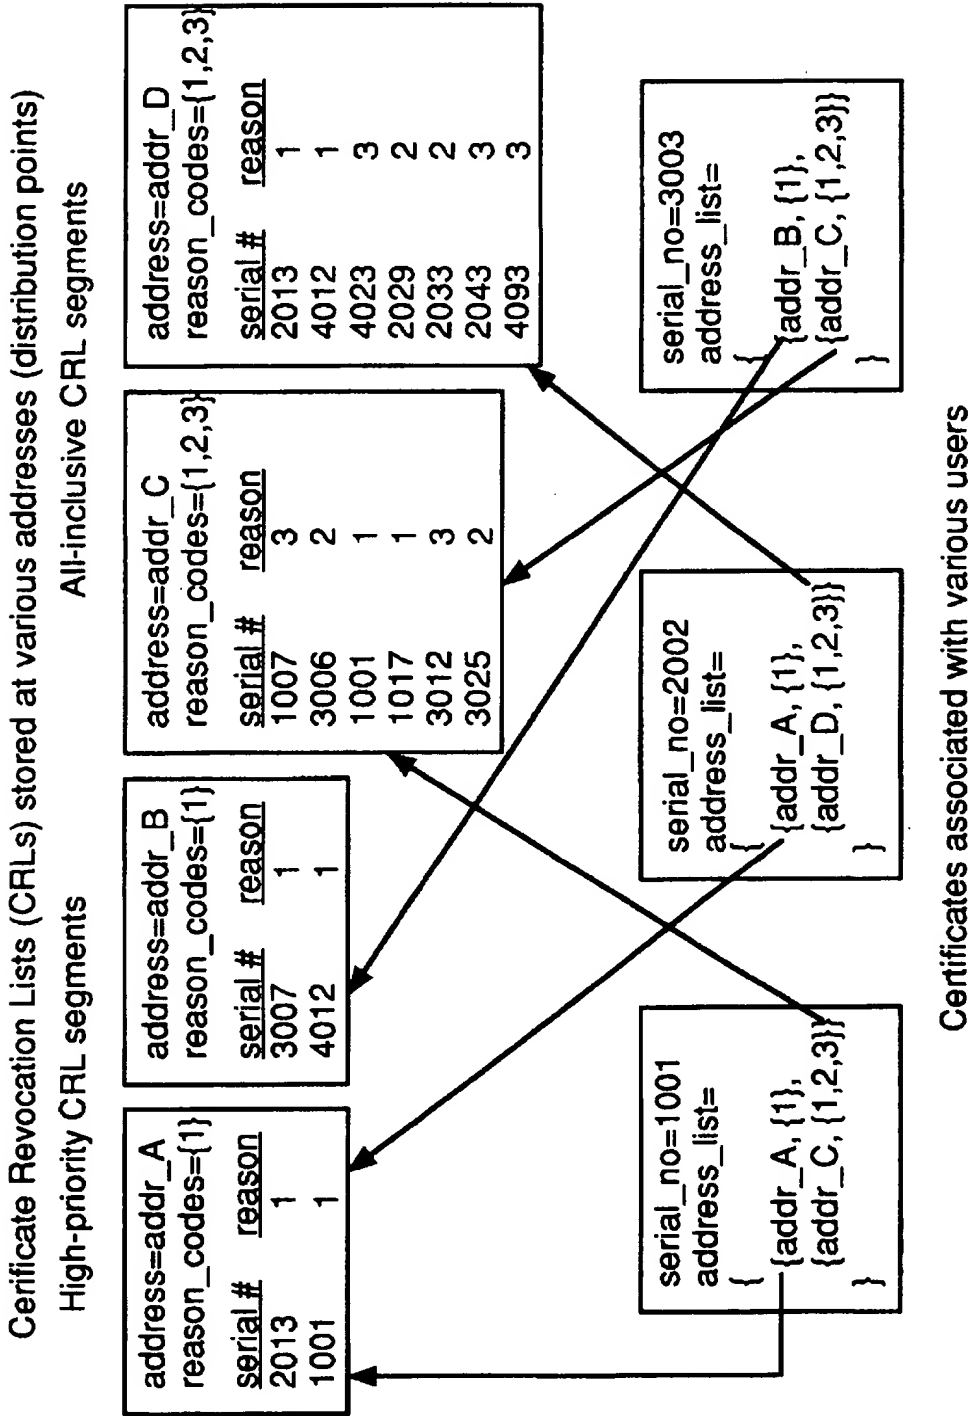 Cerificate Revocation Lists (CRLs) stored at various addresses (distribution points)
High-priority CRL segments
All-inclusive CRL segments
address=addr_A
reason_codes={1}
serial # reason
2013 1
1001 1
address=addr_B
reason_codes={1}
serial # reason
3007 1
4012 1
address=addr_C
reason_codes={1,2,3}
serial # reason
1007 3
3006 2
1001 1
1017 1
3012 3
3025 2
address=addr_D
reason_codes={1,2,3}
serial # reason
2013 1
4012 1
4023 3
2029 2
2033 2
2043 3
4093 3
serial_no=1001
address_list=
{ {addr_A, {1},
{addr_C, {1,2,3}}
}
serial_no=2002
address_list=
{ {addr_A, {1},
{addr_D, {1,2,3}}
}
serial_no=3003
address_list=
{ {addr_B, {1},
{addr_C, {1,2,3}}
}
Certificates associated with various users